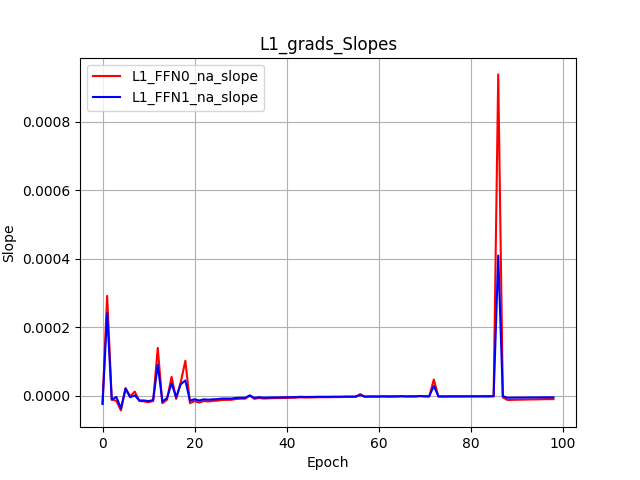 L1_grads_Slopes
L1_FFN0_na_slope
L1_FFN1_na_slope
0.0008
0.0006
0.0004
0.0002
0.0000
Slope
0 20 40 60 80 100
Epoch